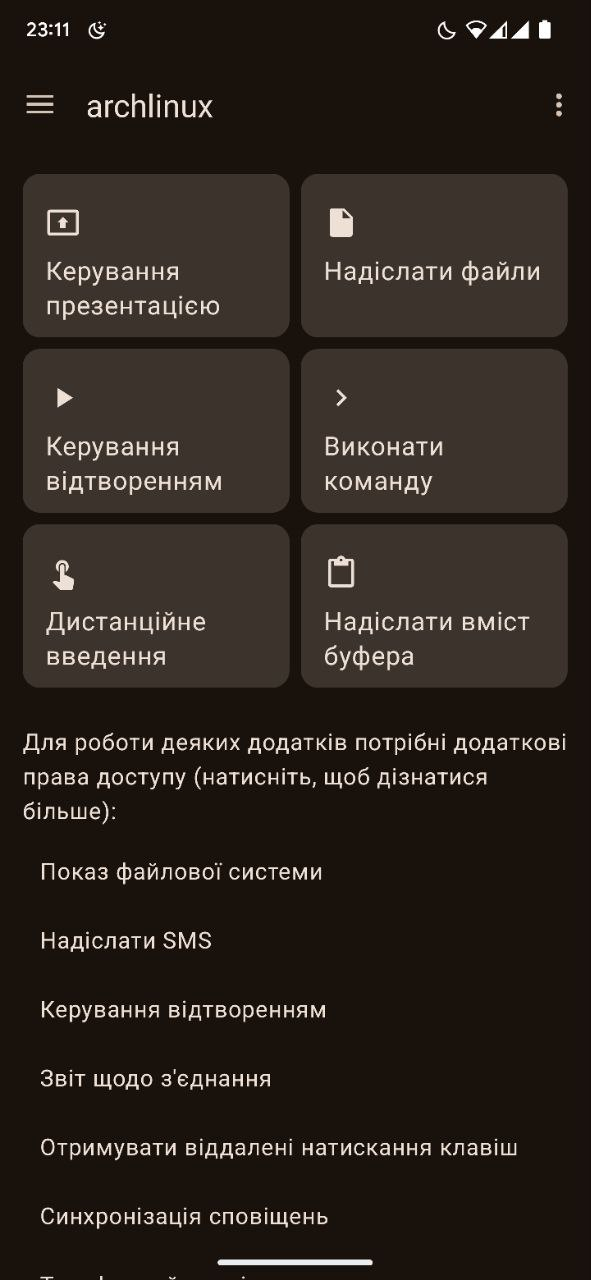 23:11
archlinux
Керування
презентацією
Надіслати файли
Керування
відтворенням
Виконати
команду
Дистанційне
введення
Надіслати вміст
буфера
Для роботи деяких додатків потрібні додаткові
права доступу (натисніть, щоб дізнатися
більше):
Показ файлової системи
Надіслати SMS
Керування відтворенням
Звіт щодо з'єднання
Отримувати віддалені натискання клавіш
Синхронізація сповіщень